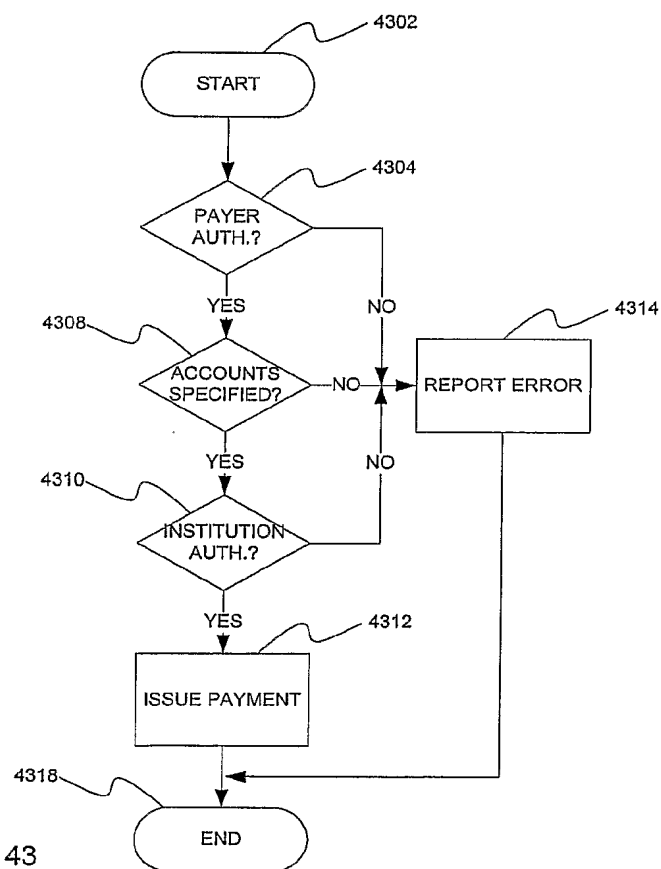 4302
START
4304
PAYER
AUTH.?
YES
NO
4308
4314
ACCOUNTS
SPECIFIED?
NO
REPORT ERROR
YES
NO
4310
INSTITUTION
AUTH.?
YES
4312
ISSUE PAYMENT
4318
END
43